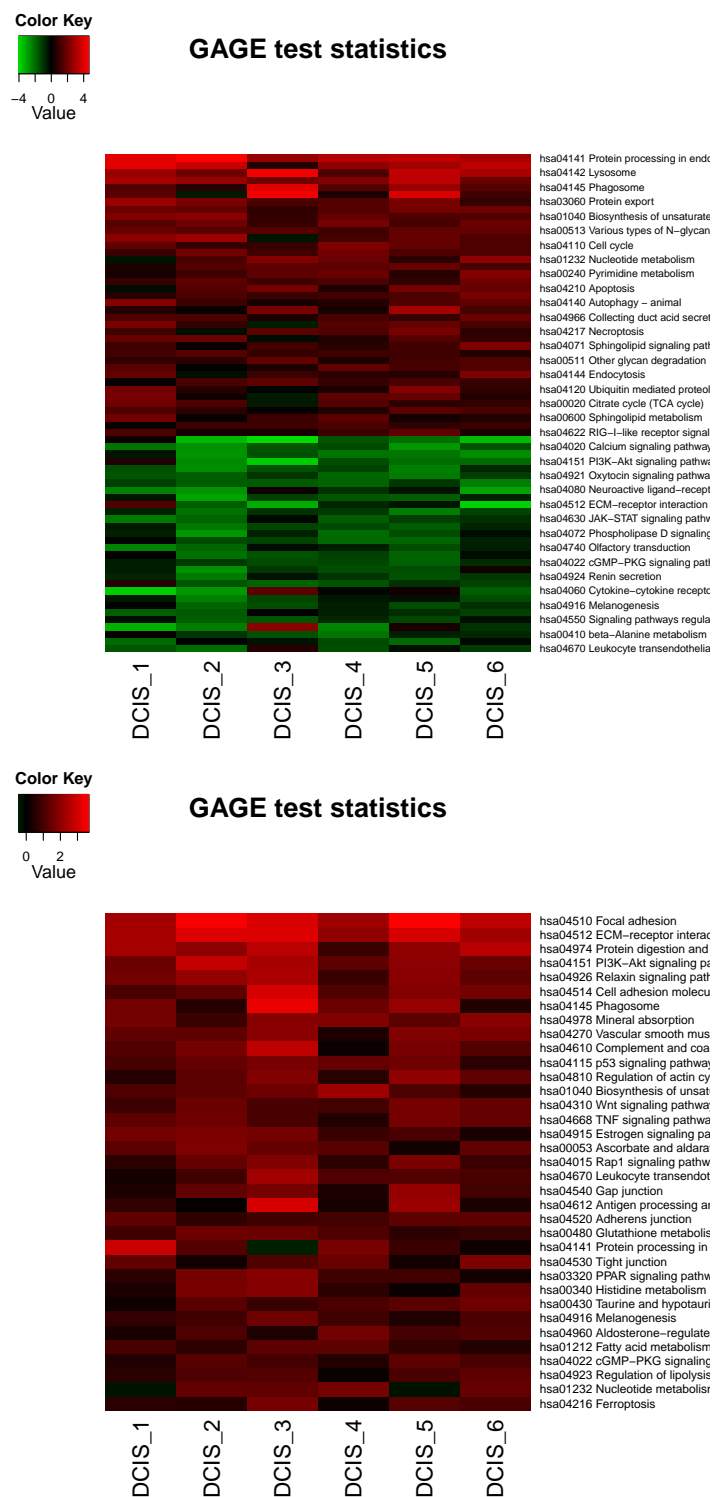 Color Key
GAGE test statistics
−4 0 4
Value
hsa04141 Protein processing in endo
hsa04142 Lysosome
hsa04145 Phagosome
hsa03060 Protein export
hsa01040 Biosynthesis of unsaturate
hsa00513 Various types of N−glycan
hsa04110 Cell cycle
hsa01232 Nucleotide metabolism
hsa00240 Pyrimidine metabolism
hsa04210 Apoptosis
hsa04140 Autophagy − animal
hsa04966 Collecting duct acid secret
hsa04217 Necroptosis
hsa04071 Sphingolipid signaling path
hsa00511 Other glycan degradation
hsa04144 Endocytosis
hsa04120 Ubiquitin mediated proteol
hsa00020 Citrate cycle (TCA cycle)
hsa00600 Sphingolipid metabolism
hsa04622 RIG−I−like receptor signal
hsa04020 Calcium signaling pathway
hsa04151 PI3K−Akt signaling pathwa
hsa04921 Oxytocin signaling pathwa
hsa04080 Neuroactive ligand−recept
hsa04512 ECM−receptor interaction
hsa04630 JAK−STAT signaling pathw
hsa04072 Phospholipase D signaling
hsa04740 Olfactory transduction
hsa04022 cGMP−PKG signaling path
hsa04924 Renin secretion
hsa04060 Cytokine−cytokine recepto
hsa04916 Melanogenesis
hsa04550 Signaling pathways regula
hsa00410 beta−Alanine metabolism
hsa04670 Leukocyte transendothelia
DCIS_1 DCIS_2 DCIS_3 DCIS_4 DCIS_5 DCIS_6
Color Key
GAGE test statistics
0 2
Value
hsa04510 Focal adhesion
hsa04512 ECM−receptor interac
hsa04974 Protein digestion and
hsa04151 PI3K−Akt signaling pa
hsa04926 Relaxin signaling path
hsa04514 Cell adhesion molecu
hsa04145 Phagosome
hsa04978 Mineral absorption
hsa04270 Vascular smooth mus
hsa04610 Complement and coa
hsa04115 p53 signaling pathway
hsa04810 Regulation of actin cy
hsa01040 Biosynthesis of unsatu
hsa04310 Wnt signaling pathway
hsa04668 TNF signaling pathwa
hsa04915 Estrogen signaling pa
hsa00053 Ascorbate and aldara
hsa04015 Rap1 signaling pathw
hsa04670 Leukocyte transendot
hsa04540 Gap junction
hsa04612 Antigen processing an
hsa04520 Adherens junction
hsa00480 Glutathione metabolis
hsa04141 Protein processing in
hsa04530 Tight junction
hsa03320 PPAR signaling pathw
hsa00340 Histidine metabolism
hsa00430 Taurine and hypotauri
hsa04916 Melanogenesis
hsa04960 Aldosterone−regulate
hsa01212 Fatty acid metabolism
hsa04022 cGMP−PKG signaling
hsa04923 Regulation of lipolysis
hsa01232 Nucleotide metabolism
hsa04216 Ferroptosis
DCIS_1 DCIS_2 DCIS_3 DCIS_4 DCIS_5 DCIS_6